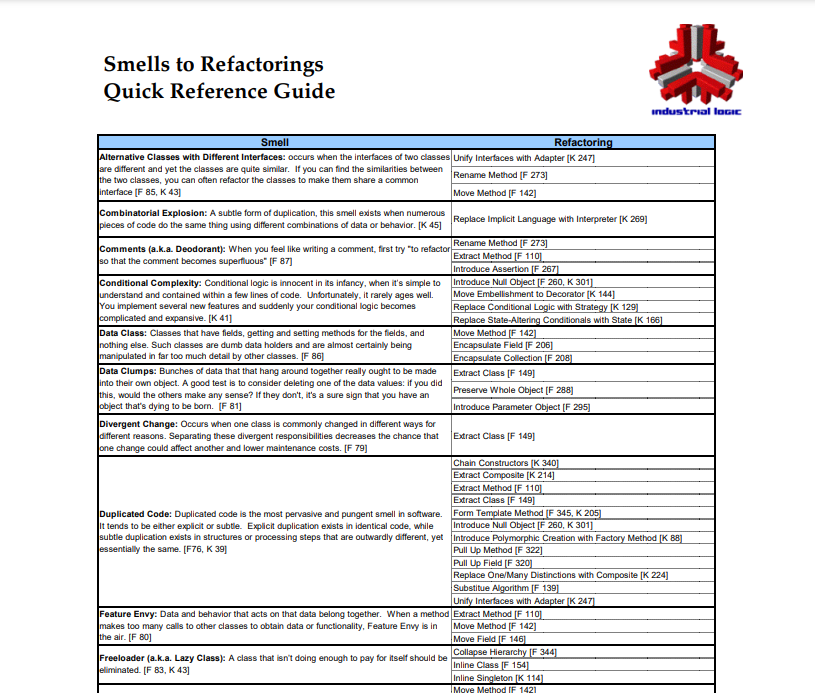 Smells to Refactorings
Quick Reference Guide
industrial logic
Smell
Refactoring
Alternative Classes with Different Interfaces: occurs when the interfaces of two classes
are different and yet the classes are quite similar. If you can find the similarities between
the two classes, you can often refactor the classes to make them share a common
interface [F 85, K 43]
Unify Interfaces with Adapter [K 247]
Rename Method [F 273]
Move Method [F 142]
Combinatorial Explosion: A subtle form of duplication, this smell exists when numerous
pieces of code do the same thing using different combinations of data or behavior. [K 45]
Replace Implicit Language with Interpreter [K 269]
Comments (a.k.a. Deodorant): When you feel like writing a comment, first try "to refactor
so that the comment becomes superfluous" [F 87]
Rename Method [F 273]
Extract Method [F 110]
Introduce Assertion [F 267]
Conditional Complexity: Conditional logic is innocent in its infancy, when it's simple to
understand and contained within a few lines of code. Unfortunately, it rarely ages well.
You implement several new features and suddenly your conditional logic becomes
complicated and expansive. [K 41]
Introduce Null Object [F 260, K 301]
Move Embellishment to Decorator [K 144]
Replace Conditional Logic with Strategy [K 129]
Replace State-Altering Conditionals with State [K 166]
Data Class: Classes that have fields, getting and setting methods for the fields, and
nothing else. Such classes are dumb data holders and are almost certainly being
manipulated in far too much detail by other classes. [F 86]
Move Method [F 142]
Encapsulate Field [F 206]
Encapsulate Collection [F 208]
Data Clumps: Bunches of data that that hang around together really ought to be made
into their own object. A good test is to consider deleting one of the data values: if you did
this, would the others make any sense? If they don't, it's a sure sign that you have an
object that's dying to be born. [F 81]
Extract Class [F 149]
Preserve Whole Object [F 288]
Introduce Parameter Object [F 295]
Divergent Change: Occurs when one class is commonly changed in different ways for
different reasons. Separating these divergent responsibilities decreases the chance that
one change could affect another and lower maintenance costs. [F 79]
Extract Class [F 149]
Duplicated Code: Duplicated code is the most pervasive and pungent smell in software.
It tends to be either explicit or subtle. Explicit duplication exists in identical code, while
subtle duplication exists in structures or processing steps that are outwardly different, yet
essentially the same. [F76, K 39]
Chain Constructors [K 340]
Extract Composite [K 214]
Extract Method [F 110]
Extract Class [F 149]
Form Template Method [F 345, K 205]
Introduce Null Object [F 260, K 301]
Introduce Polymorphic Creation with Factory Method [K 88]
Pull Up Method [F 322]
Pull Up Field [F 320]
Replace One/Many Distinctions with Composite [K 224]
Substitue Algorithm [F 139]
Unify Interfaces with Adapter [K 247]
Feature Envy: Data and behavior that acts on that data belong together. When a method
makes too many calls to other classes to obtain data or functionality, Feature Envy is in
the air. [F 80]
Extract Method [F 110]
Move Method [F 142]
Move Field [F 146]
Freeloader (a.k.a. Lazy Class): A class that isn't doing enough to pay for itself should be
eliminated. [F 83, K 43]
Collapse Hierarchy [F 344]
Inline Class [F 154]
Inline Singleton [K 114]
Move Method [F 142]